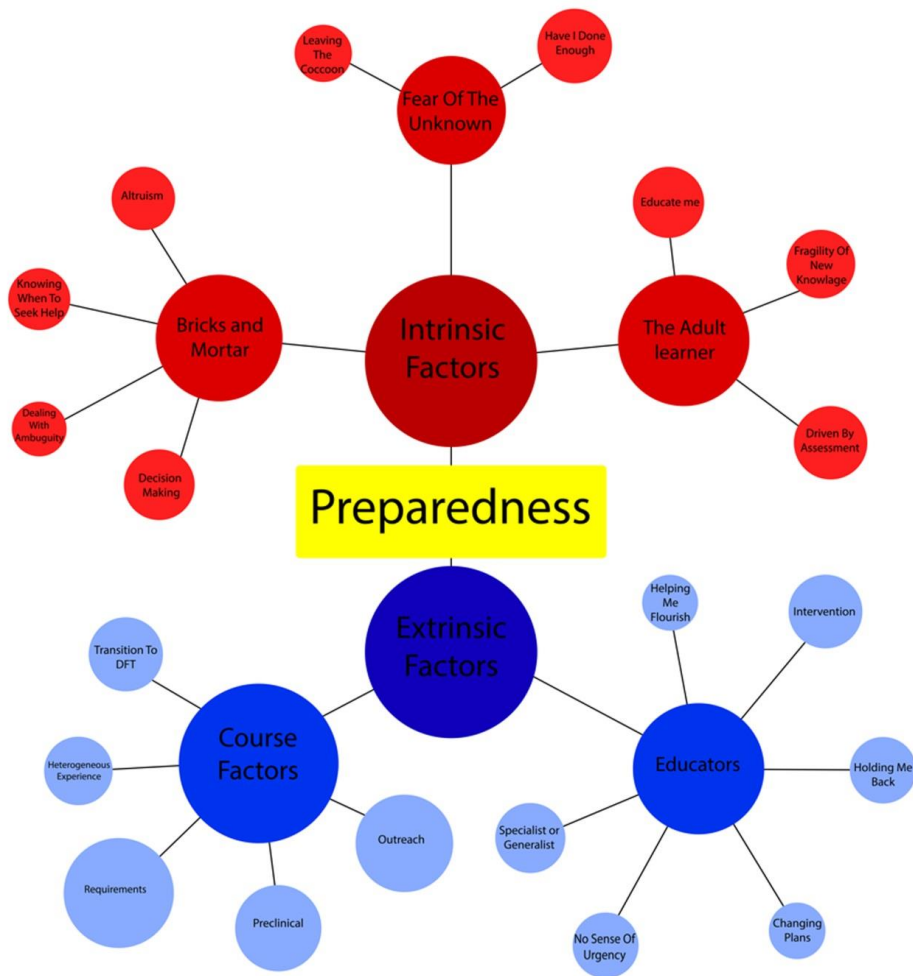 Leaving
The
Coccoon
Have I Done
Enough
Fear Of The
Unknown
Altruism
Educate me
Knowing
When To
Seek Help
Fragility Of
New
Knowlage
Bricks and
Mortar
Intrinsic
Factors
The Adult
learner
Dealing
With
Ambuguity
Decision
Making
Driven By
Assessment
Preparedness
Extrinsic
Factors
Helping
Me
Flourish
Intervention
Transition To
DFT
Course
Factors
Educators
Heterogeneous
Experience
Holding Me
Back
Specialist or
Generalist
Outreach
Requirements
Preclinical
No Sense Of
Urgency
Changing
Plans